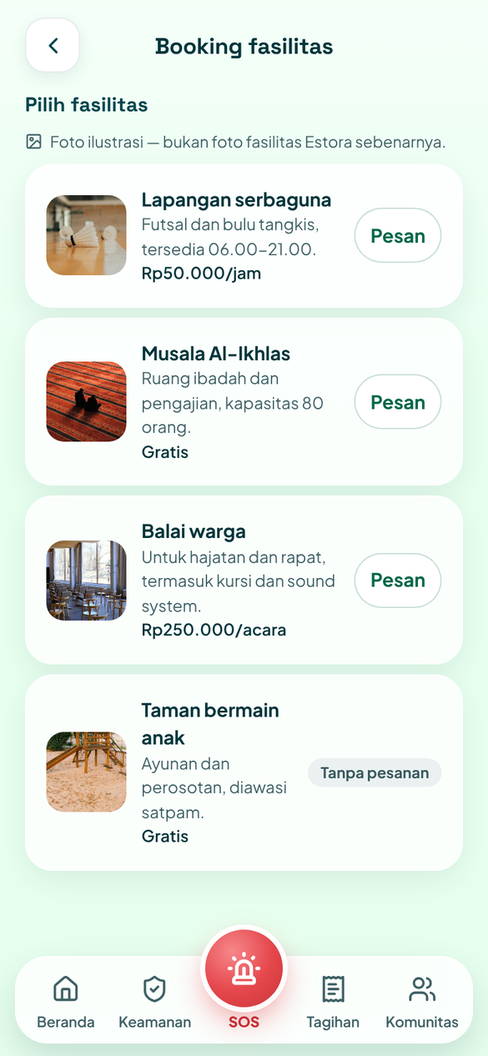 Booking fasilitas
Pilih fasilitas
Foto ilustrasi — bukan foto fasilitas Estora sebenarnya.
Lapangan serbaguna
Futsal dan bulu tangkis,
tersedia 06.00–21.00.
Rp50.000/jam
Pesan
Musala Al-Ikhlas
Ruang ibadah dan
pengajian, kapasitas 80
orang.
Gratis
Pesan
Balai warga
Untuk hajatan dan rapat,
termasuk kursi dan sound
system.
Rp250.000/acara
Pesan
Taman bermain
anak
Ayunan dan
perosotan, diawasi
satpam.
Gratis
Tanpa pesanan
Beranda
Keamanan
SOS
Tagihan
Komunitas